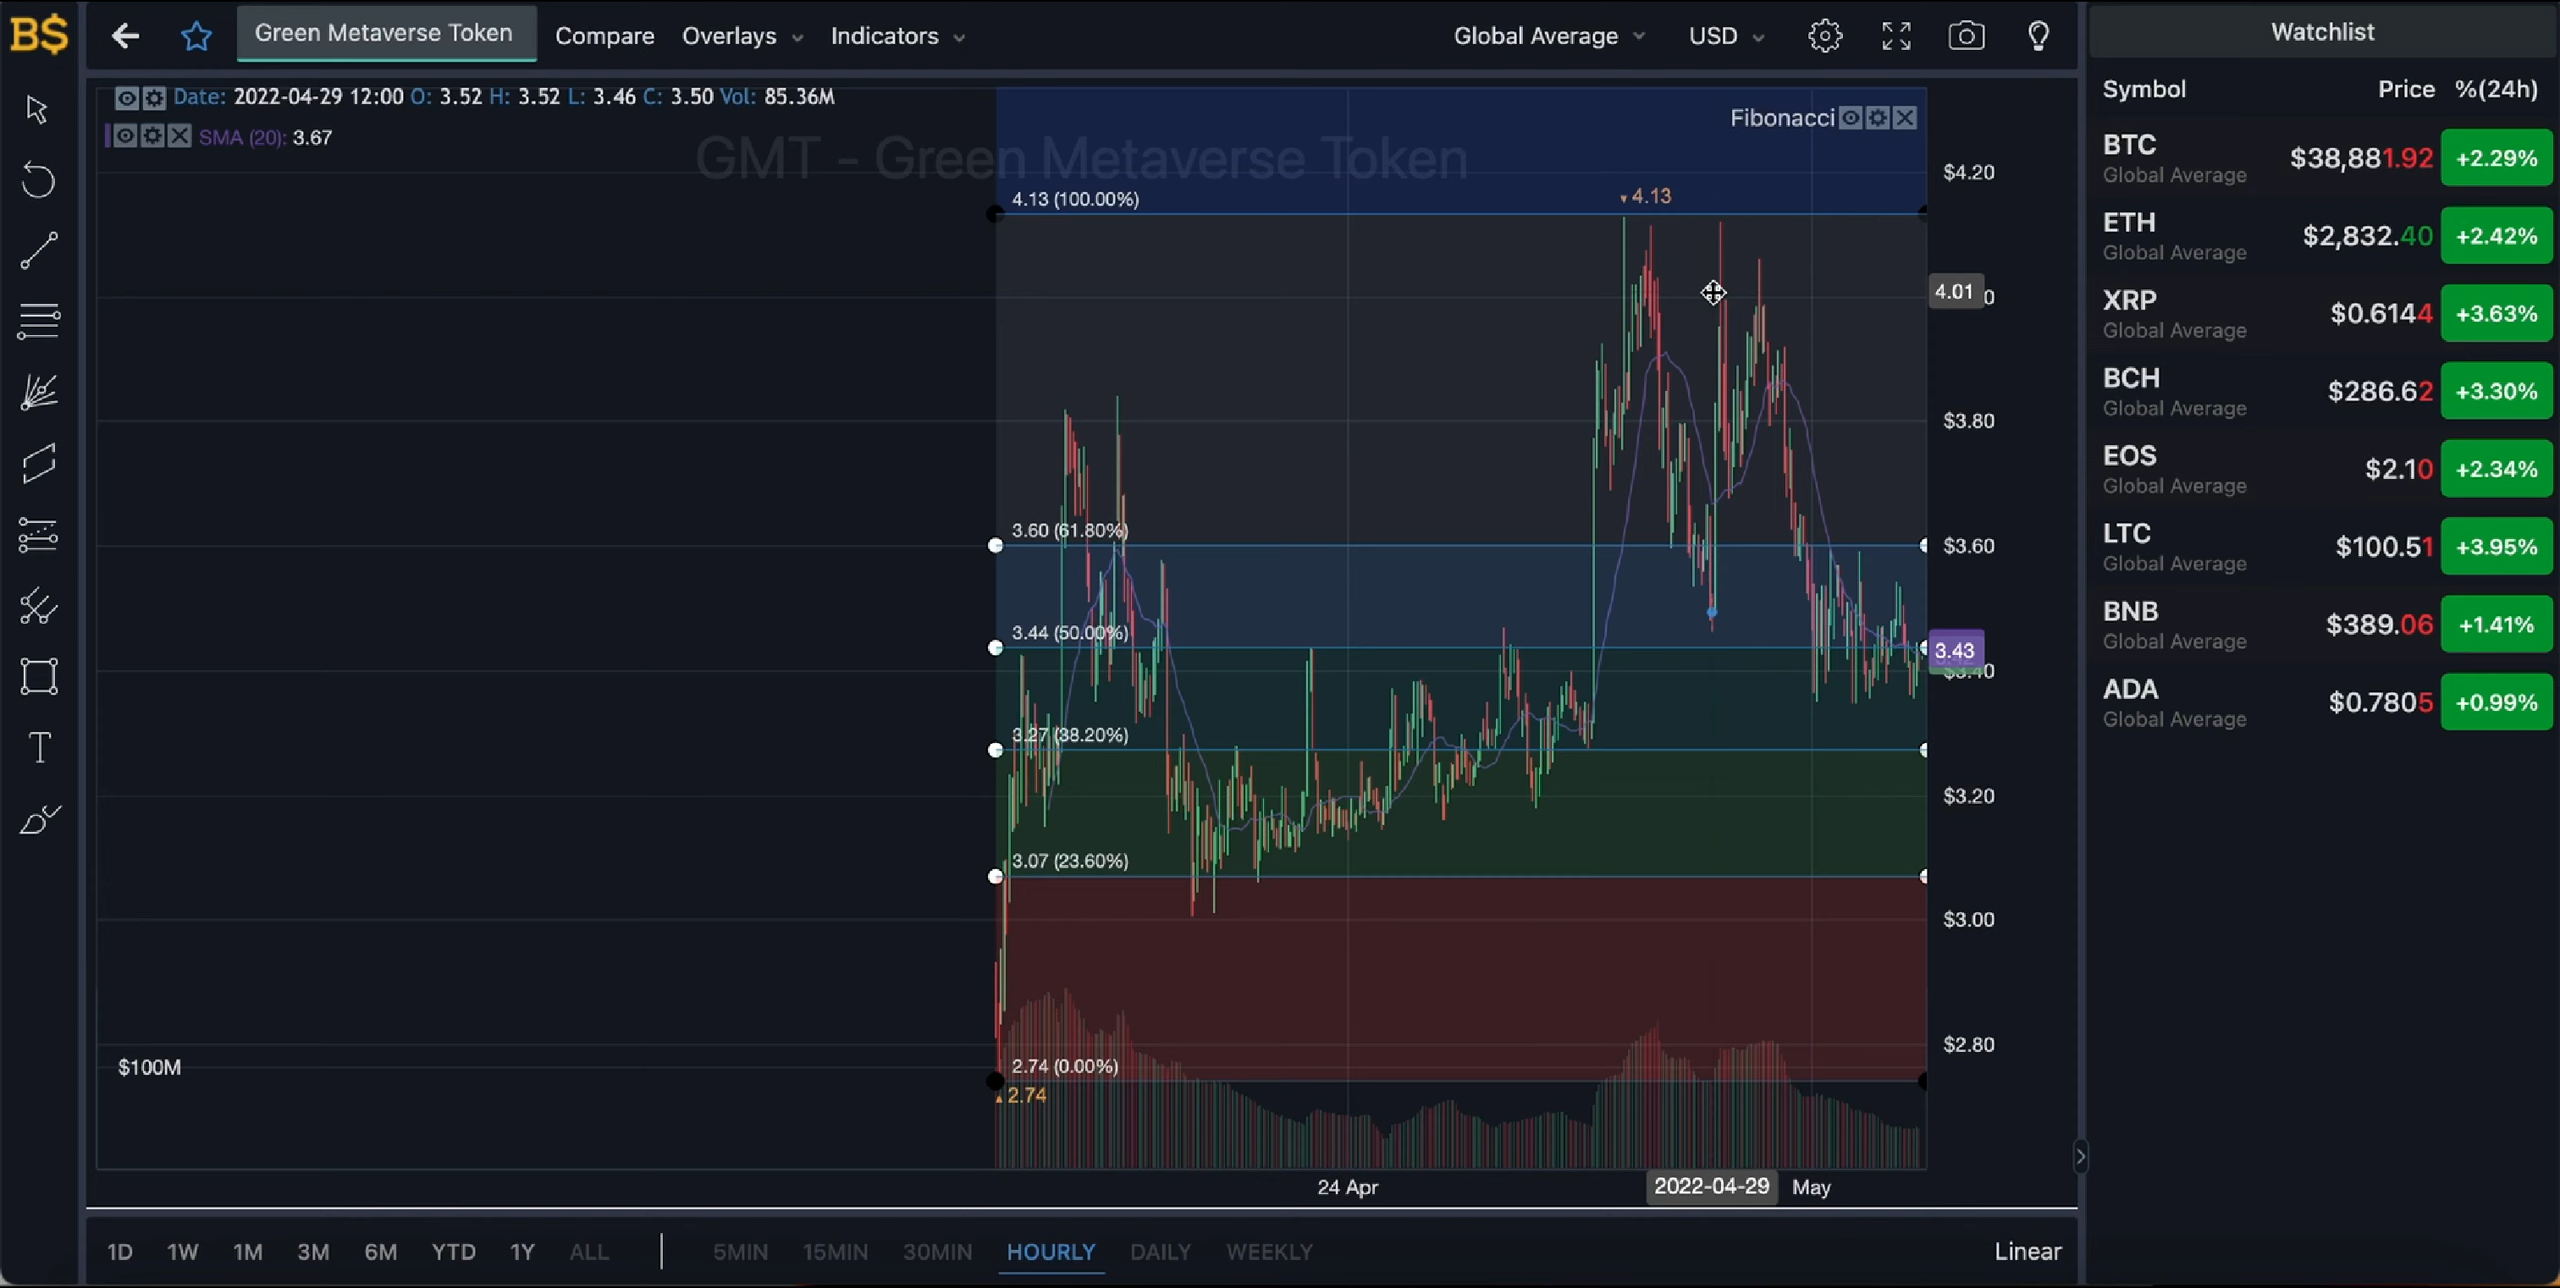 B$
Green Metaverse Token
Compare
Overlays
Indicators
Global Average
USD
Date: 2022-04-29 12:00 O: 3.52 H: 3.52 L: 3.46 C: 3.50 Vol: 85.36M
SMA (20): 3.67
GMT - Green Metaverse Token
Fibonacci
4.13 (100.00%)
4.13
3.60 (61.80%)
3.44 (50.00%)
3.27 (38.20%)
3.07 (23.60%)
2.74 (0.00%)
2.74
$4.20
4.01
$3.80
$3.60
3.43
$3.40
$3.20
$3.00
$2.80
$100M
24 Apr
2022-04-29
May
1D 1W 1M 3M 6M YTD 1Y ALL
5MIN 15MIN 30MIN HOURLY DAILY WEEKLY
Linear
Watchlist
Symbol Price %(24h)
BTC $38,881.92 +2.29%
Global Average
ETH $2,832.40 +2.42%
Global Average
XRP $0.6144 +3.63%
Global Average
BCH $286.62 +3.30%
Global Average
EOS $2.10 +2.34%
Global Average
LTC $100.51 +3.95%
Global Average
BNB $389.06 +1.41%
Global Average
ADA $0.7805 +0.99%
Global Average